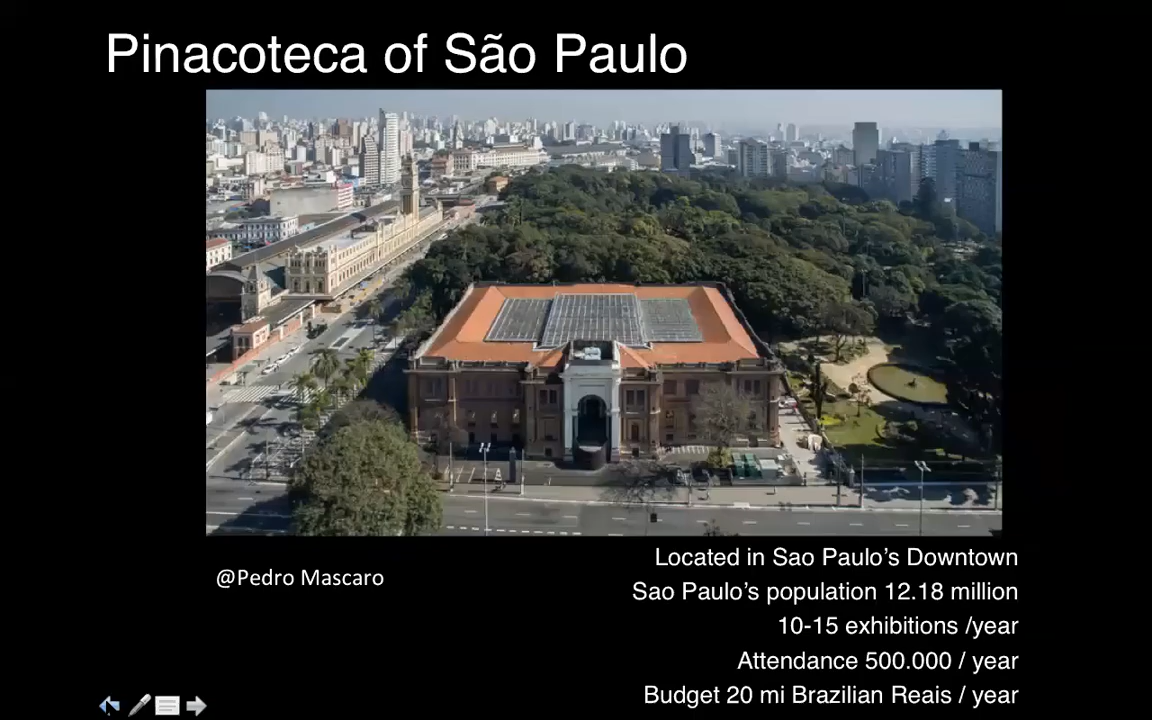 Pinacoteca of São Paulo
@Pedro Mascaro
Located in Sao Paulo’s Downtown
Sao Paulo’s population 12.18 million
10-15 exhibitions /year
Attendance 500.000 / year
Budget 20 mi Brazilian Reais / year